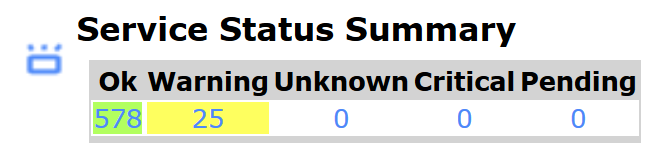 Service Status Summary
Ok Warning Unknown Critical Pending
578 25 0 0 0